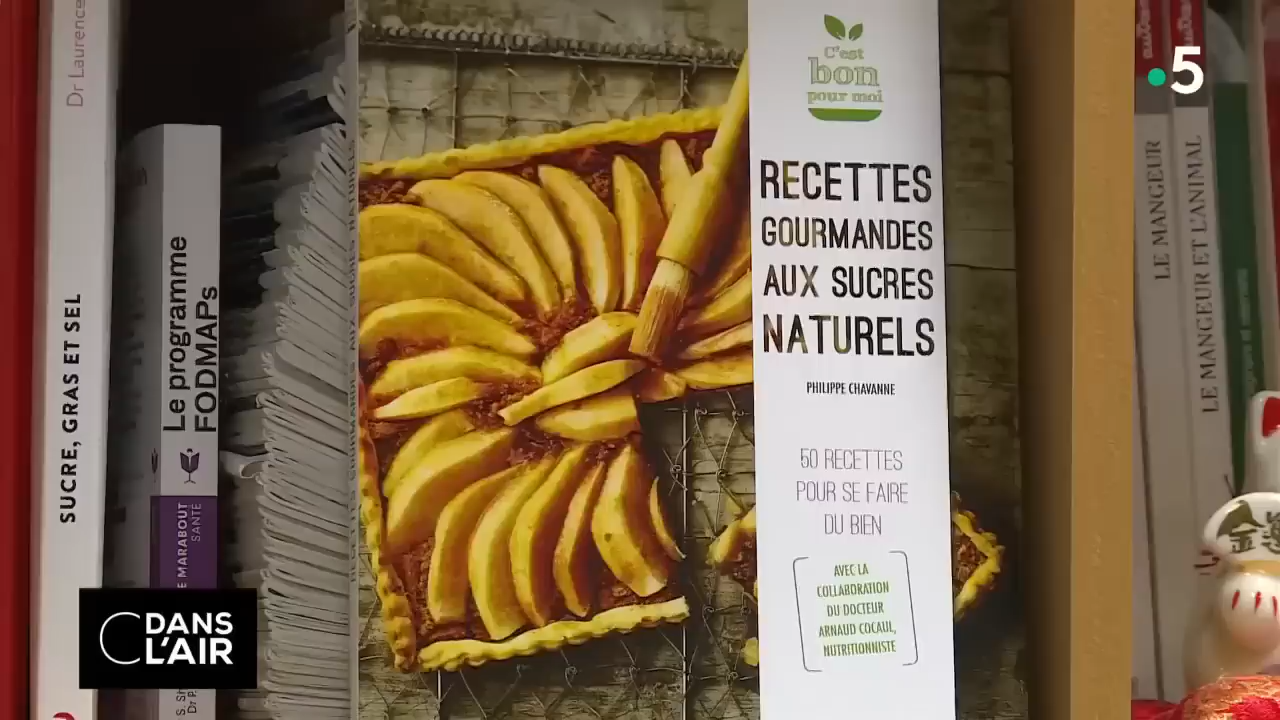 Dr Laurence
SUCRE, GRAS ET SEL
Le programme
FODMAPs
MARABOUT
SANTÉ
C'est
bon
pour moi
RECETTES
GOURMANDES
AUX SUCRES
NATURELS
PHILIPPE CHAVANNE
50 RECETTES
POUR SE FAIRE
DU BIEN
AVEC LA
COLLABORATION
DU DOCTEUR
ARNAUD COCAUL,
NUTRITIONNISTE
LE MANGEUR
LE MANGEUR ET L'ANIMAL
5
C DANS
L'AIR